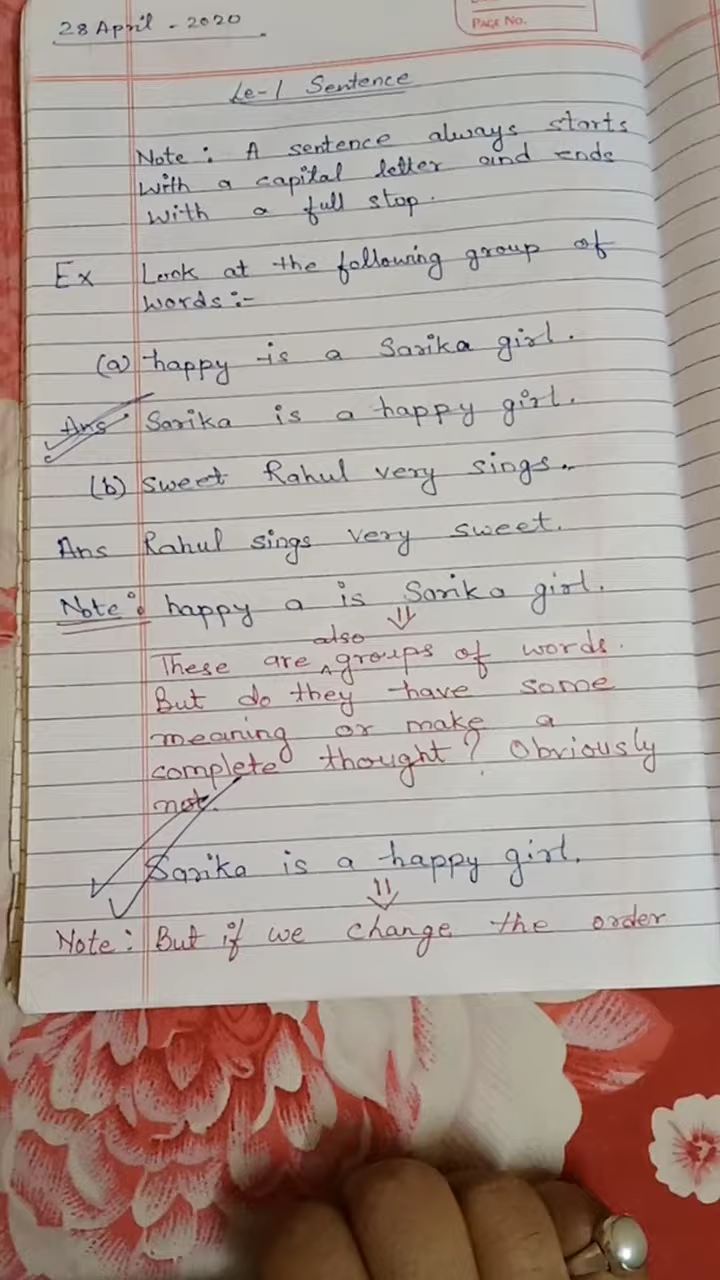 28 April - 2020
PAGE NO.
Le-1 Sentence
Note : A sentence always starts
with a capital letter and ends
with a full stop.
Ex Look at the following group of
words :-
(a) happy is a Sarika girl.
Ans Sarika is a happy girl.
(b) sweet Rahul very sings.
Ans Rahul sings very sweet.
Note : happy a is Sarika girl.
⇓
also
These are ^ groups of words.
But do they have some
meaning or make a
complete thought? Obviously
not.
Sarika is a happy girl.
⇓
Note : But if we change the order